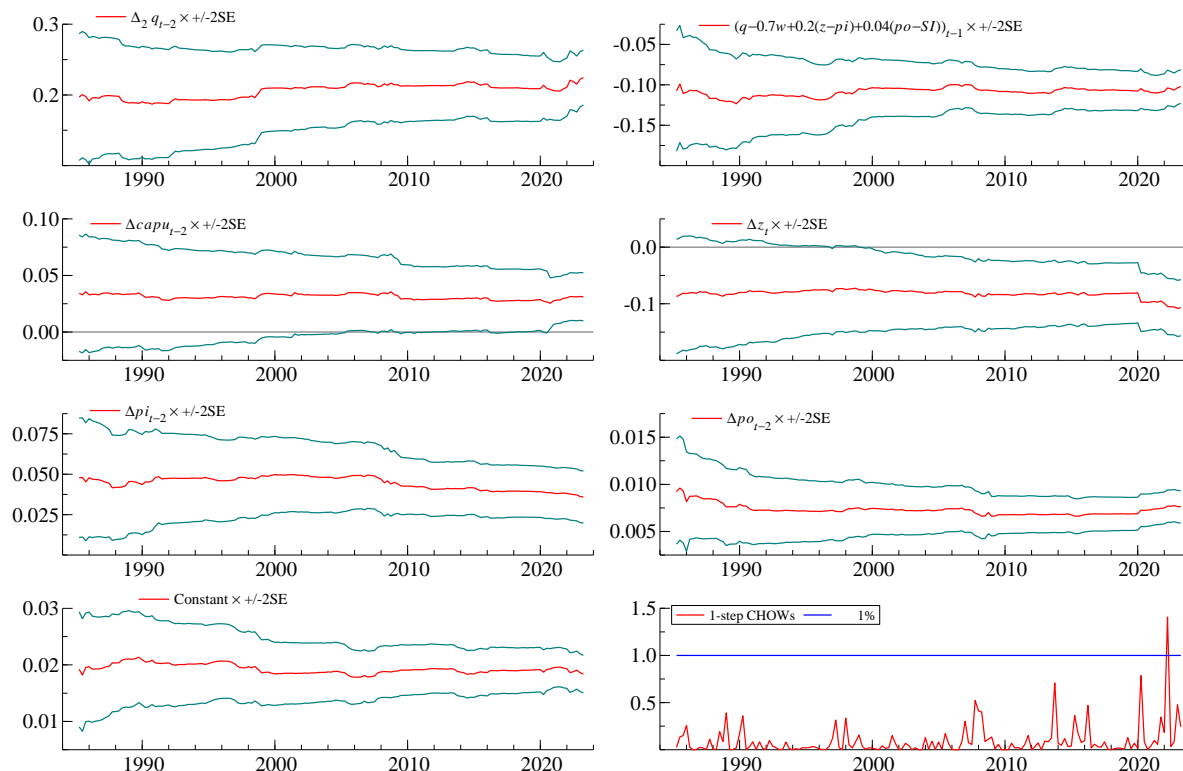 Δ₂ q_{t−2} × +/-2SE
0.3
0.2
1990 2000 2010 2020
(q−0.7w+0.2(z−pi)+0.04(po−SI))_{t−1} × +/-2SE
-0.05
-0.10
-0.15
1990 2000 2010 2020
Δcapu_{t−2} × +/-2SE
0.10
0.05
0.00
1990 2000 2010 2020
Δz_t × +/-2SE
0.0
-0.1
1990 2000 2010 2020
Δpi_{t−2} × +/-2SE
0.075
0.050
0.025
1990 2000 2010 2020
Δpo_{t−2} × +/-2SE
0.015
0.010
0.005
1990 2000 2010 2020
Constant × +/-2SE
0.03
0.02
0.01
1990 2000 2010 2020
1-step CHOWs 1%
1.5
1.0
0.5
1990 2000 2010 2020